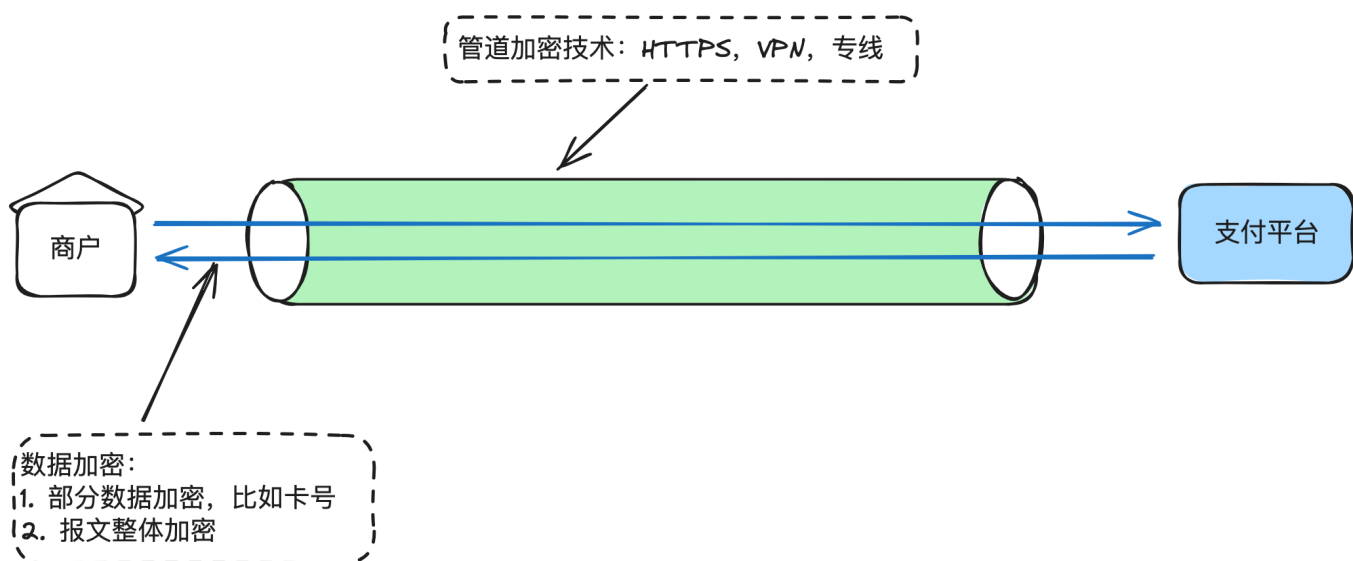 管道加密技术：HTTPS，VPN，专线
商户
支付平台
数据加密：
1. 部分数据加密，比如卡号
2. 报文整体加密